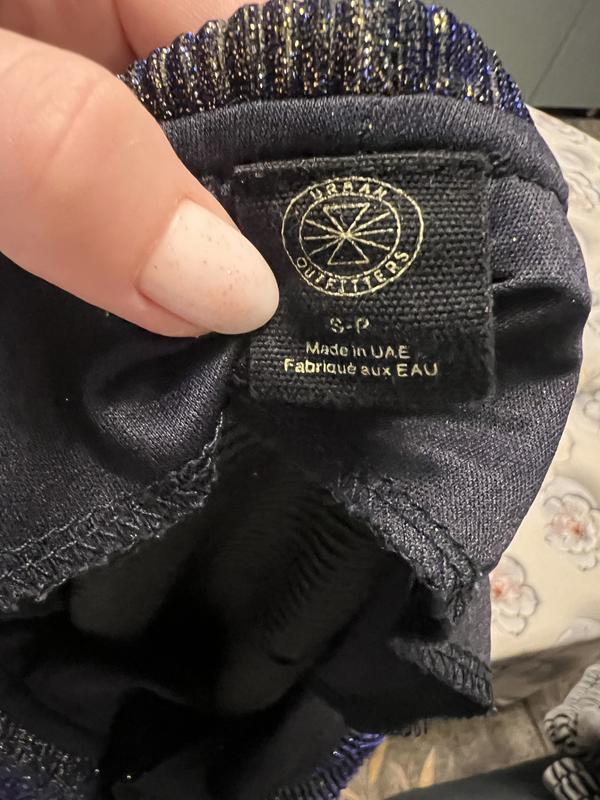 URBAN
OUTFITTERS
S-P
Made in UAE
Fabriqué aux EAU